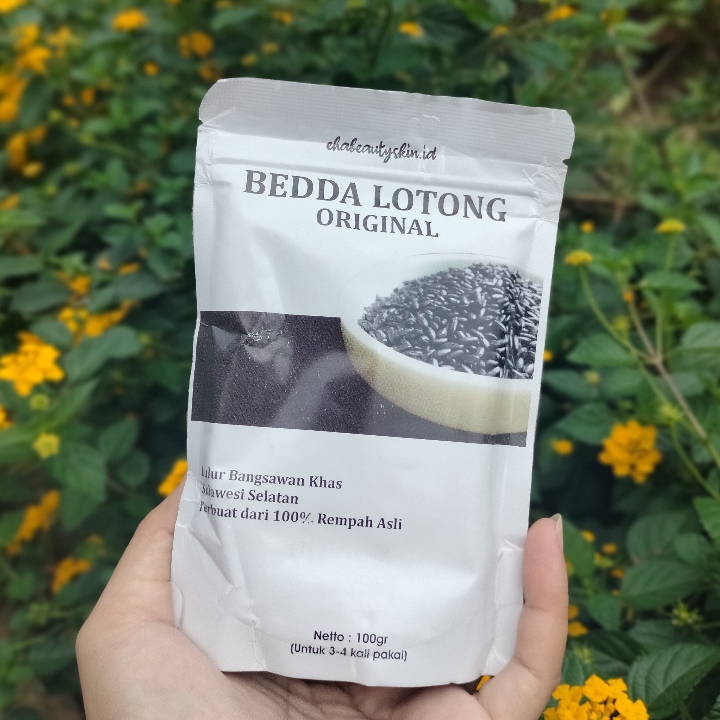 ehabeautyskin.id
BEDDA LOTONG
ORIGINAL
Lulur Bangsawan Khas
Sulawesi Selatan
Terbuat dari 100% Rempah Asli
Netto : 100gr
(Untuk 3-4 kali pakai)